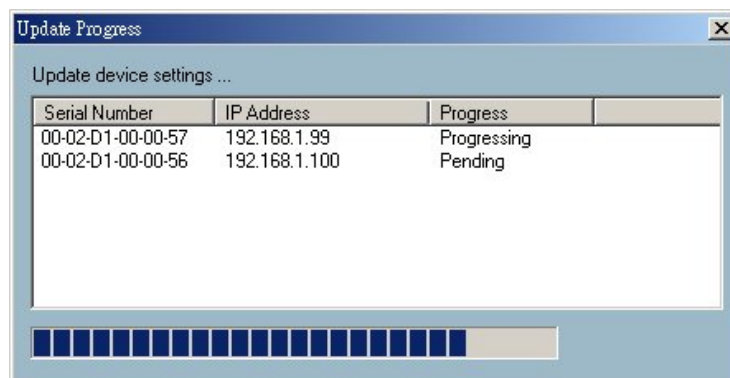 Update Progress
Update device settings ...
Serial Number IP Address Progress
00-02-D1-00-00-57 192.168.1.99 Progressing
00-02-D1-00-00-56 192.168.1.100 Pending